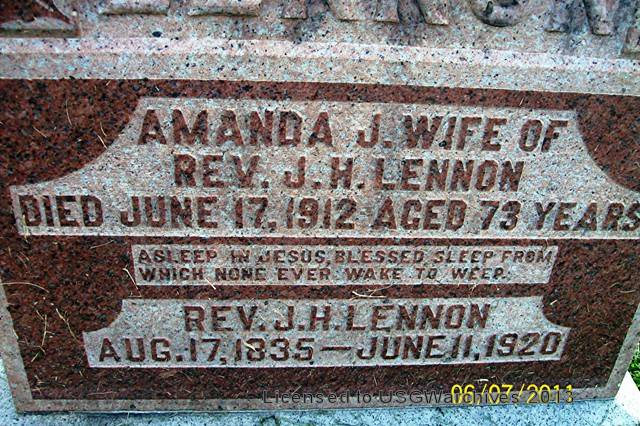 AMANDA J. WIFE OF
REV. J. H. LENNON
DIED JUNE 17, 1912 AGED 73 YEARS
ASLEEP IN JESUS, BLESSED SLEEP FROM
WHICH NONE EVER WAKE TO WEEP.
REV. J. H. LENNON
AUG. 17, 1835 — JUNE 11, 1920
06/07/2011
Licensed to USGWarchives 2013